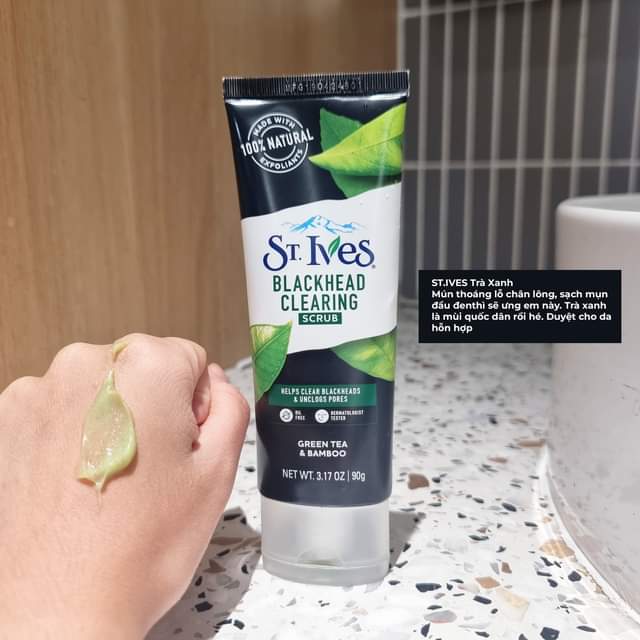 MADE WITH
100% NATURAL
EXFOLIANTS
ST. IVES
BLACKHEAD
CLEARING
SCRUB
HELPS CLEAR BLACKHEADS
& UNCLOGS PORES
OIL
FREE
DERMATOLOGIST
TESTED
GREEN TEA
& BAMBOO
NET WT. 3.17 OZ | 90g
ST.IVES Trà Xanh
Mún thoáng lỗ chân lông, sạch mụn
đầu đenthì sẽ ưng em này. Trà xanh
là mùi quốc dân rồi hé. Duyệt cho da
hỗn hợp